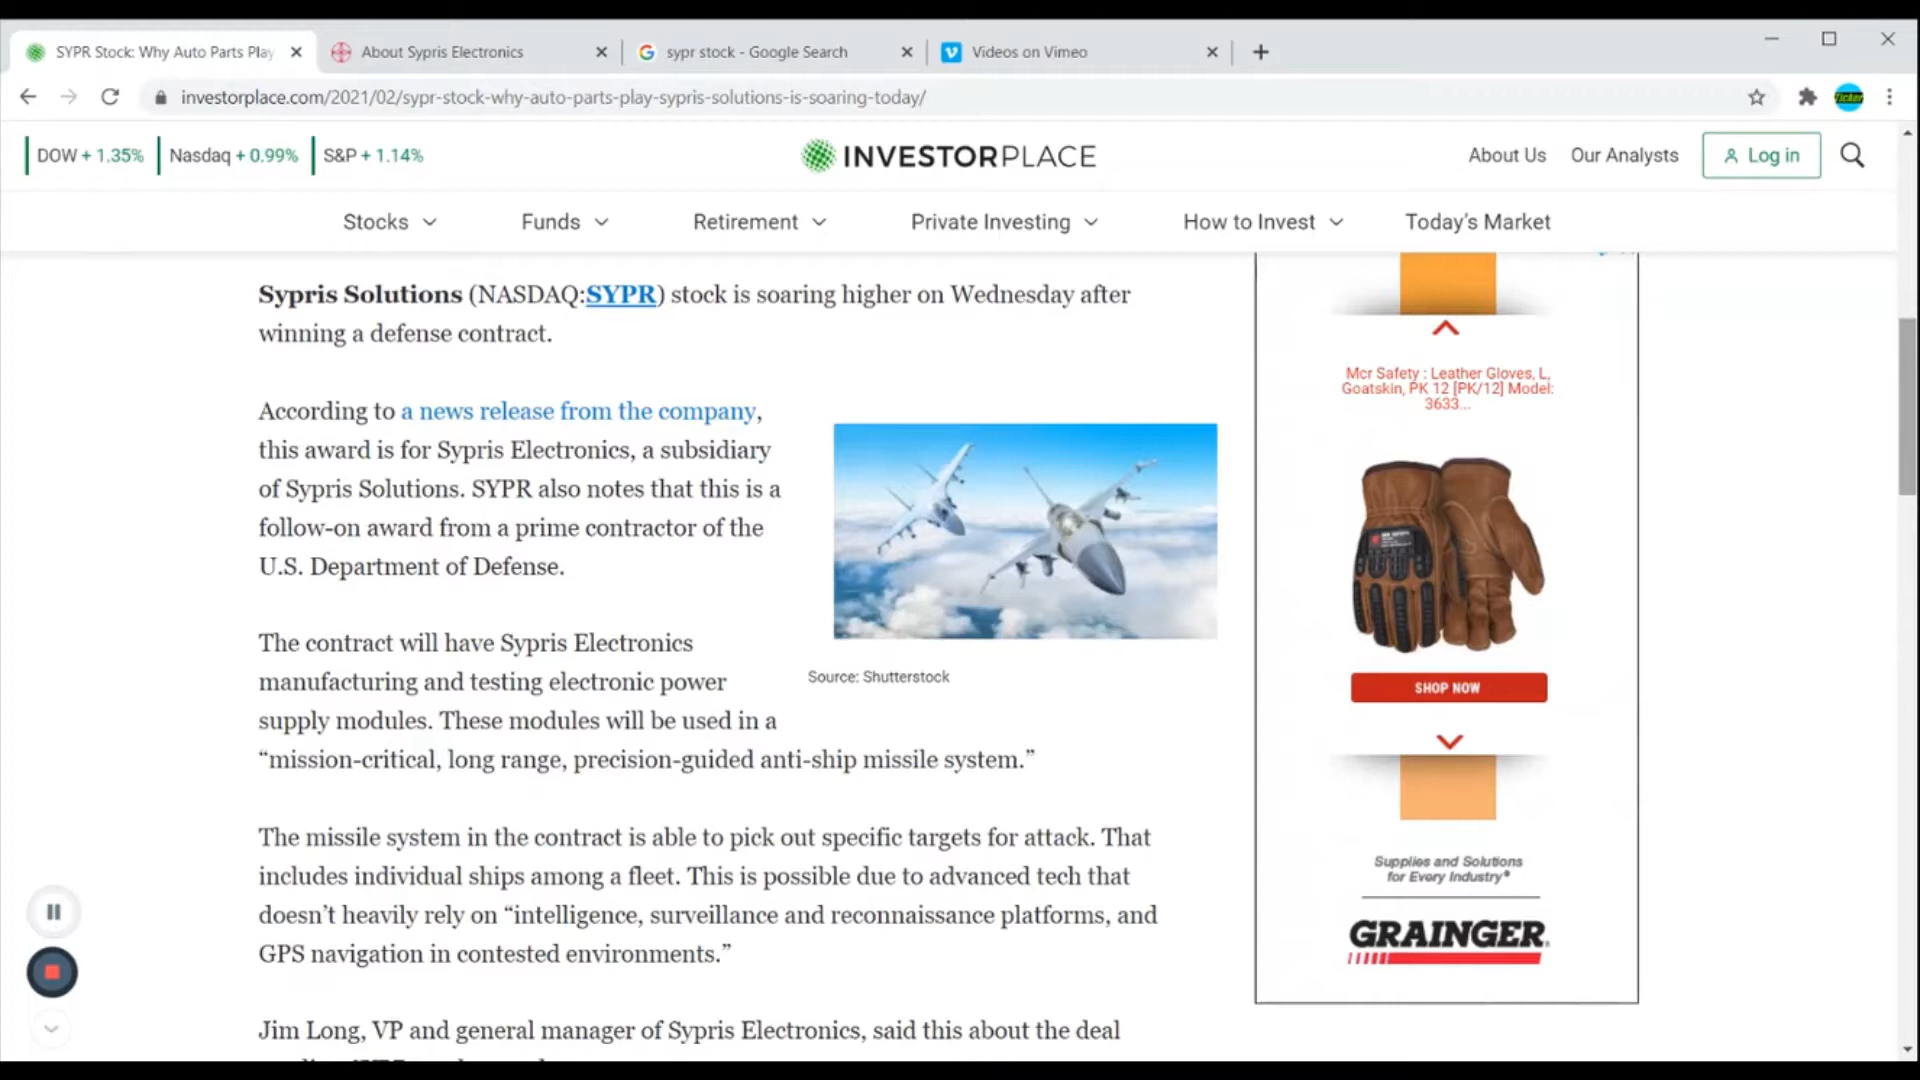 SYPR Stock: Why Auto Parts Play
About Sypris Electronics
sypr stock - Google Search
Videos on Vimeo
investorplace.com/2021/02/sypr-stock-why-auto-parts-play-sypris-solutions-is-soaring-today/
Ticker
DOW + 1.35%
Nasdaq + 0.99%
S&P + 1.14%
INVESTORPLACE
About Us
Our Analysts
Log in
Stocks
Funds
Retirement
Private Investing
How to Invest
Today's Market
Sypris Solutions (NASDAQ:SYPR) stock is soaring higher on Wednesday after
winning a defense contract.
According to a news release from the company,
this award is for Sypris Electronics, a subsidiary
of Sypris Solutions. SYPR also notes that this is a
follow-on award from a prime contractor of the
U.S. Department of Defense.
Source: Shutterstock
The contract will have Sypris Electronics
manufacturing and testing electronic power
supply modules. These modules will be used in a
“mission-critical, long range, precision-guided anti-ship missile system.”
The missile system in the contract is able to pick out specific targets for attack. That
includes individual ships among a fleet. This is possible due to advanced tech that
doesn’t heavily rely on “intelligence, surveillance and reconnaissance platforms, and
GPS navigation in contested environments.”
Jim Long, VP and general manager of Sypris Electronics, said this about the deal
Mcr Safety : Leather Gloves, L,
Goatskin, PK 12 [PK/12] Model:
3633...
SHOP NOW
Supplies and Solutions
for Every Industry®
GRAINGER®